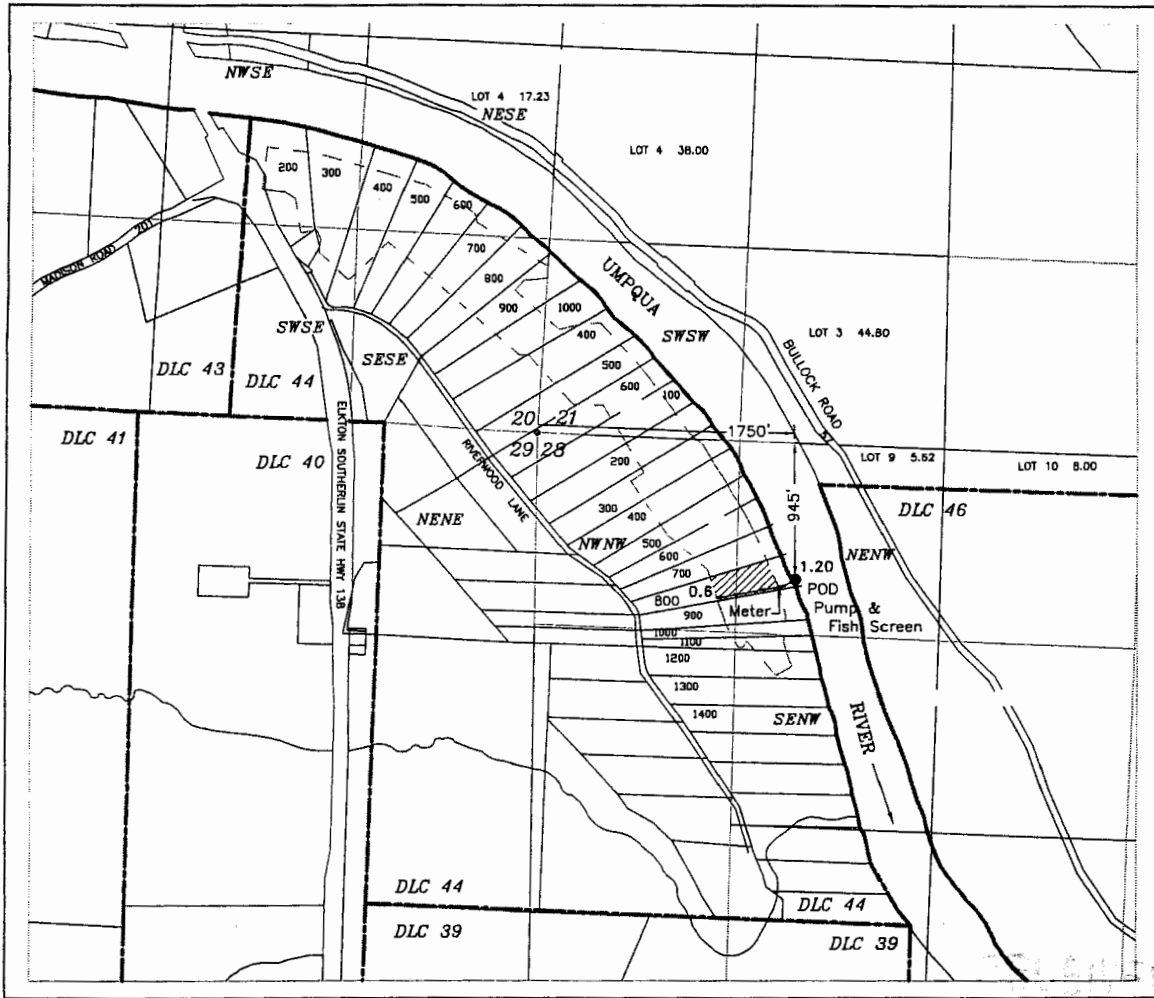 NWSE
LOT 4 17.23
NESE
LOT 4 38.00
200
300
400
500
600
700
800
900
1000
400
500
600
100
MADISON ROAD 201
UMPQUA
SWSW
LOT 3 44.80
BULLOCK ROAD 57
SWSE
SESE
DLC 43
DLC 44
DLC 41
DLC 40
ELKTON SOUTHERLIN STATE HWY 138
20 21
29 28
1750'
LOT 9 5.52
LOT 10 8.00
RIVERWOOD LANE
200
DLC 46
945'
NENE
300
400
NWNW
500
600
700
NENW
1.20
POD
Pump &
Fish Screen
0.6
800
Meter
900
1000
1100
1200
1300
1400
SENW
RIVER
DLC 44
DLC 44
DLC 39
DLC 39